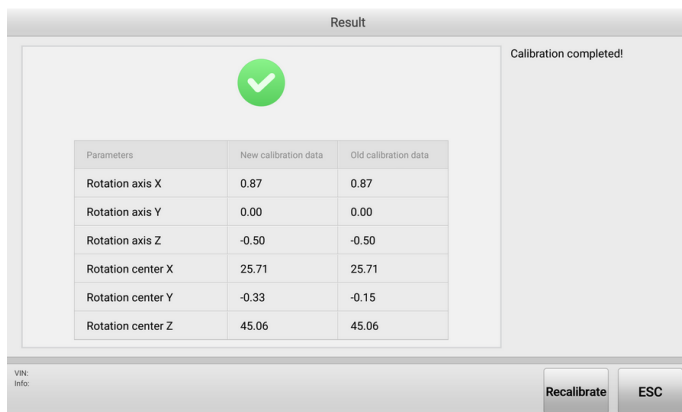 Result
Calibration completed!
Parameters New calibration data Old calibration data
Rotation axis X 0.87 0.87
Rotation axis Y 0.00 0.00
Rotation axis Z -0.50 -0.50
Rotation center X 25.71 25.71
Rotation center Y -0.33 -0.15
Rotation center Z 45.06 45.06
VIN:
Info:
Recalibrate ESC